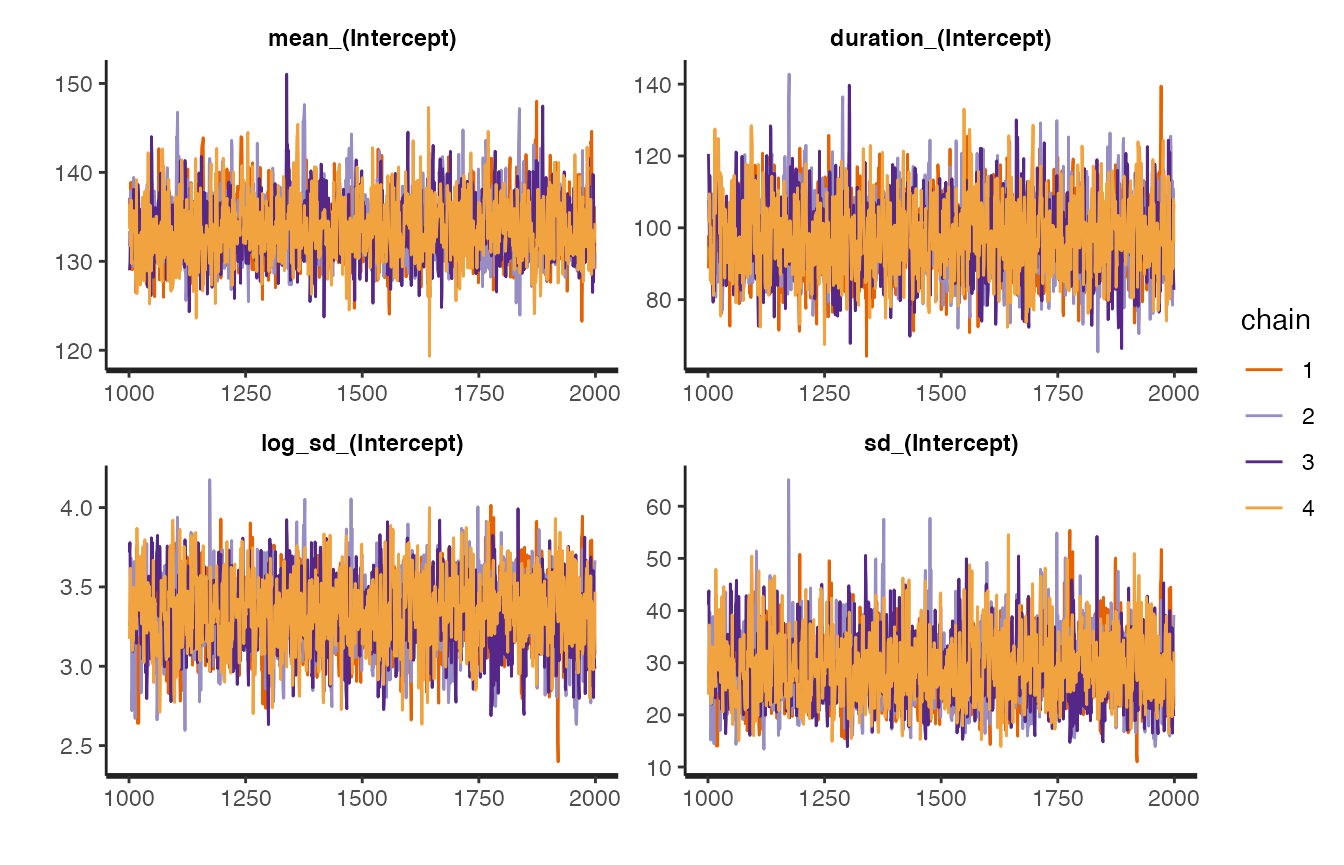 mean_(Intercept)
duration_(Intercept)
150
140
130
120
1000 1250 1500 1750 2000
140
120
100
80
1000 1250 1500 1750 2000
log_sd_(Intercept)
sd_(Intercept)
4.0
3.5
3.0
2.5
1000 1250 1500 1750 2000
60
50
40
30
20
10
1000 1250 1500 1750 2000
chain
1
2
3
4